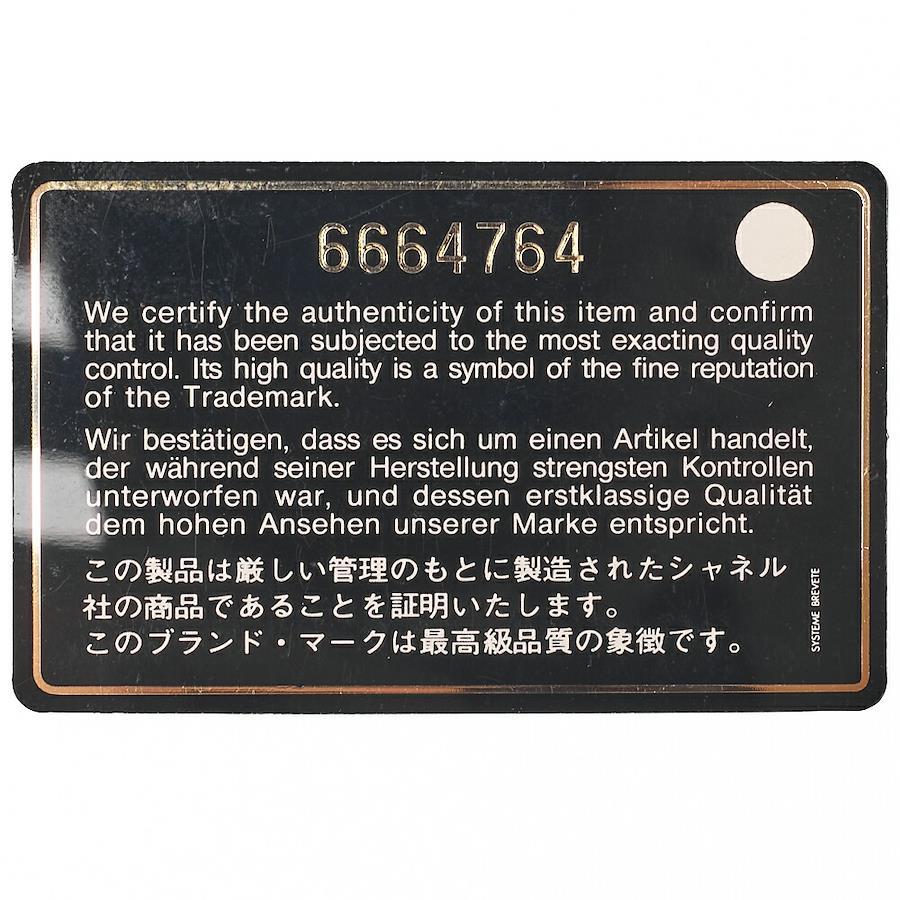 6664764
We certify the authenticity of this item and confirm
that it has been subjected to the most exacting quality
control. Its high quality is a symbol of the fine reputation
of the Trademark.
Wir bestätigen, dass es sich um einen Artikel handelt,
der während seiner Herstellung strengsten Kontrollen
unterworfen war, und dessen erstklassige Qualität
dem hohen Ansehen unserer Marke entspricht.
この製品は厳しい管理のもとに製造されたシャネル
社の商品であることを証明いたします。
このブランド・マークは最高級品質の象徴です。
SYSTEME BREVETE